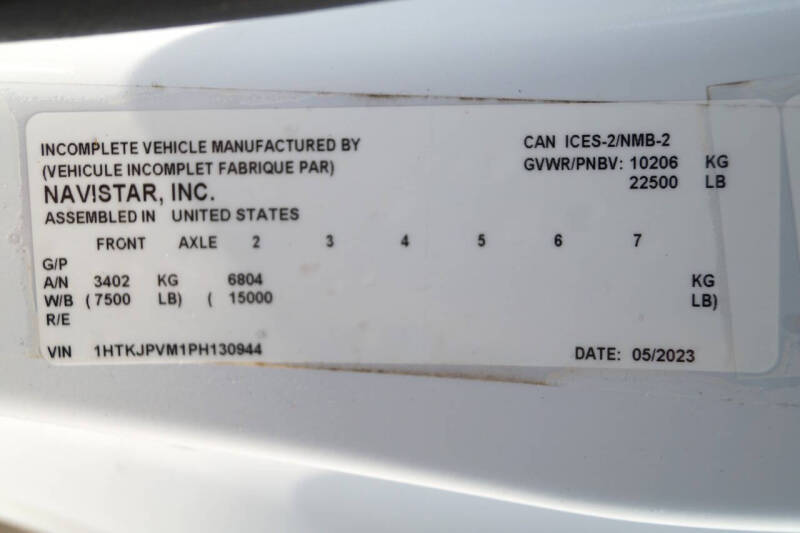 INCOMPLETE VEHICLE MANUFACTURED BY
(VEHICULE INCOMPLET FABRIQUE PAR)
NAVISTAR, INC.
ASSEMBLED IN UNITED STATES
CAN ICES-2/NMB-2
GVWR/PNBV: 10206 KG
22500 LB
FRONT AXLE 2 3 4 5 6 7
G/P
A/N 3402 KG 6804 KG
W/B (7500 LB) ( 15000 LB)
R/E
VIN 1HTKJPVM1PH130944 DATE: 05/2023